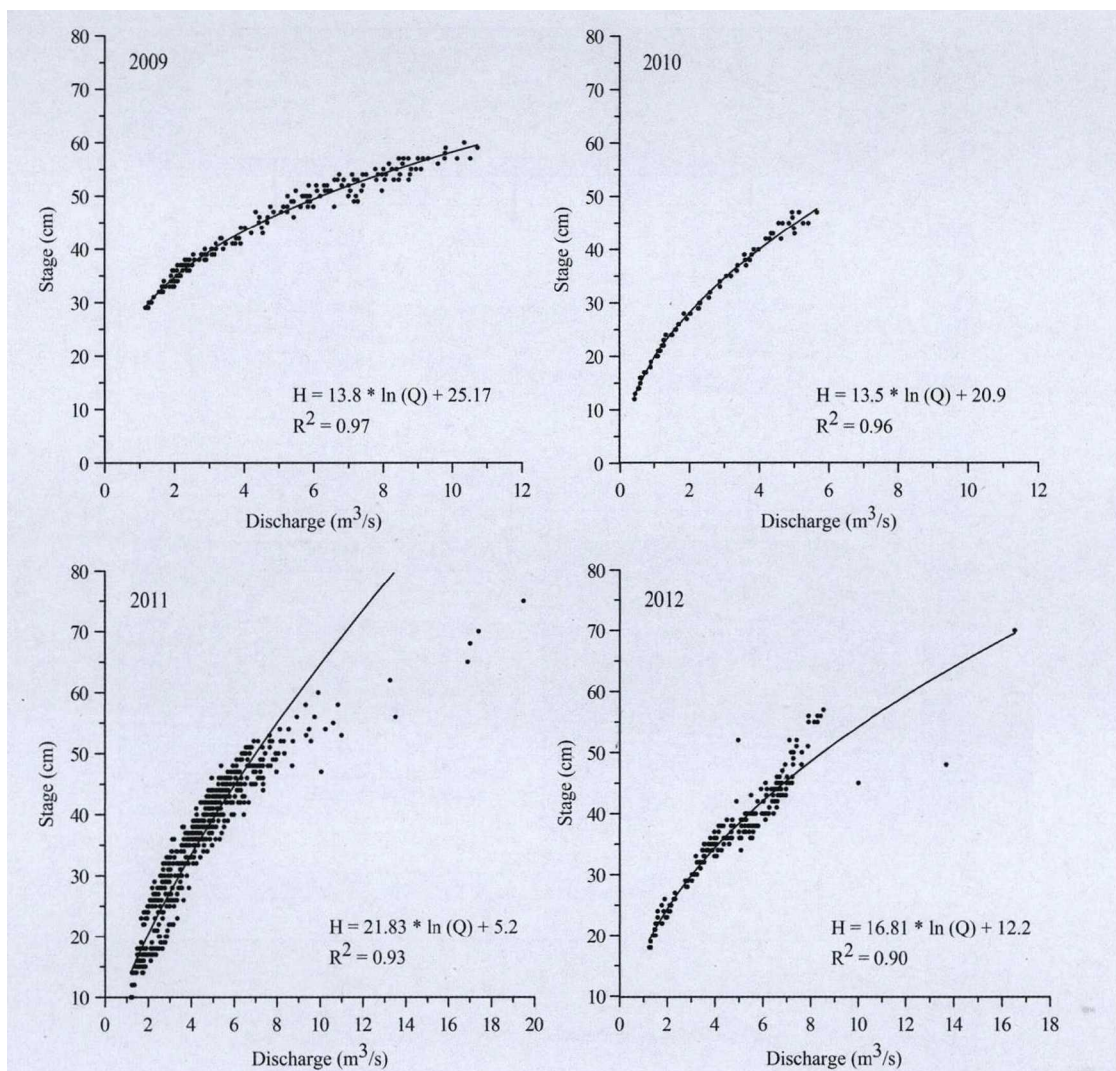 2009
80
70
60
50
40
30
20
10
0
Stage (cm)
0 2 4 6 8 10 12
Discharge (m³/s)
H = 13.8 * ln (Q) + 25.17
R² = 0.97
2010
80
70
60
50
40
30
20
10
0
Stage (cm)
0 2 4 6 8 10 12
Discharge (m³/s)
H = 13.5 * ln (Q) + 20.9
R² = 0.96
2011
80
70
60
50
40
30
20
10
Stage (cm)
0 2 4 6 8 10 12 14 16 18 20
Discharge (m³/s)
H = 21.83 * ln (Q) + 5.2
R² = 0.93
2012
80
70
60
50
40
30
20
10
Stage (cm)
0 2 4 6 8 10 12 14 16 18
Discharge (m³/s)
H = 16.81 * ln (Q) + 12.2
R² = 0.90